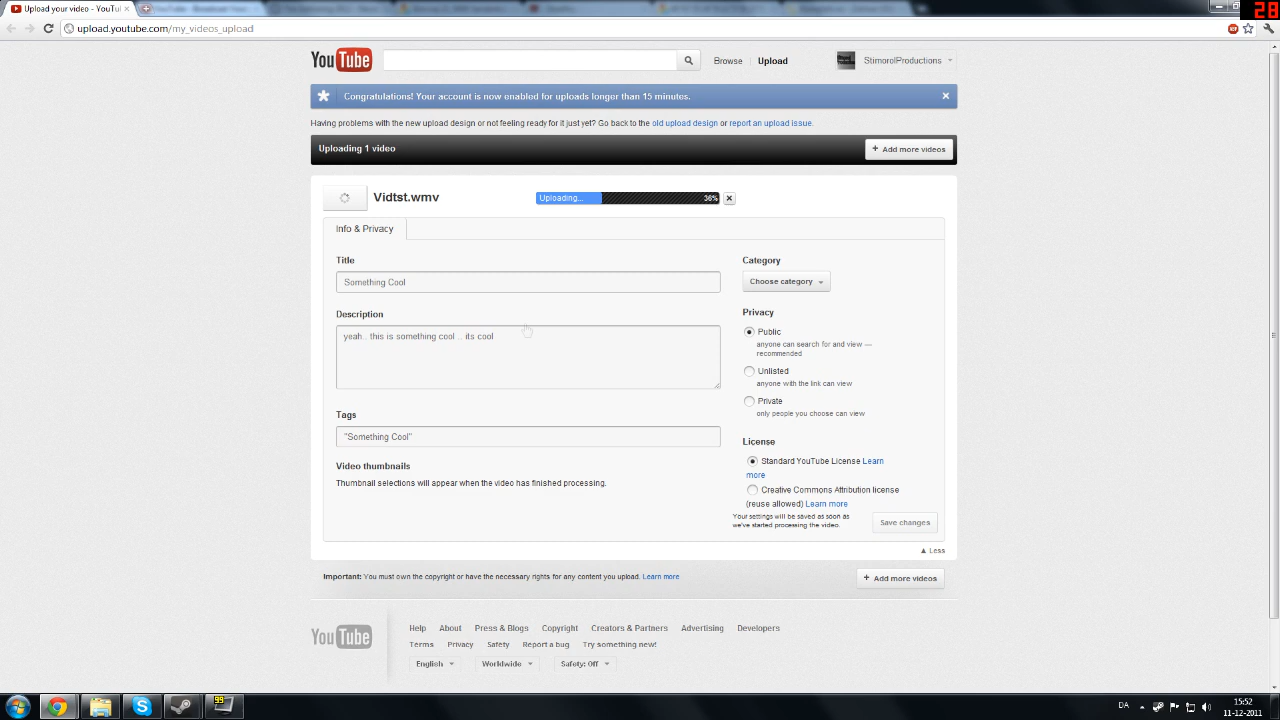 Upload your video - YouTu
28
upload.youtube.com/my_videos_upload
YouTube
Browse
Upload
StimorolProductions
Congratulations! Your account is now enabled for uploads longer than 15 minutes.
Having problems with the new upload design or not feeling ready for it just yet? Go back to the old upload design or report an upload issue.
Uploading 1 video
+ Add more videos
Vidtst.wmv
Uploading...
36%
Info & Privacy
Title
Something Cool
Description
yeah.. this is something cool .. its cool
Tags
"Something Cool"
Video thumbnails
Thumbnail selections will appear when the video has finished processing.
Category
Choose category
Privacy
Public
anyone can search for and view —
recommended
Unlisted
anyone with the link can view
Private
only people you choose can view
License
Standard YouTube License Learn
more
Creative Commons Attribution license
(reuse allowed) Learn more
Your settings will be saved as soon as
we've started processing the video.
Save changes
Less
Important: You must own the copyright or have the necessary rights for any content you upload. Learn more
+ Add more videos
YouTube
Help About Press & Blogs Copyright Creators & Partners Advertising Developers
Terms Privacy Safety Report a bug Try something new!
English Worldwide Safety: Off
99
DA
15:52
11-12-2011